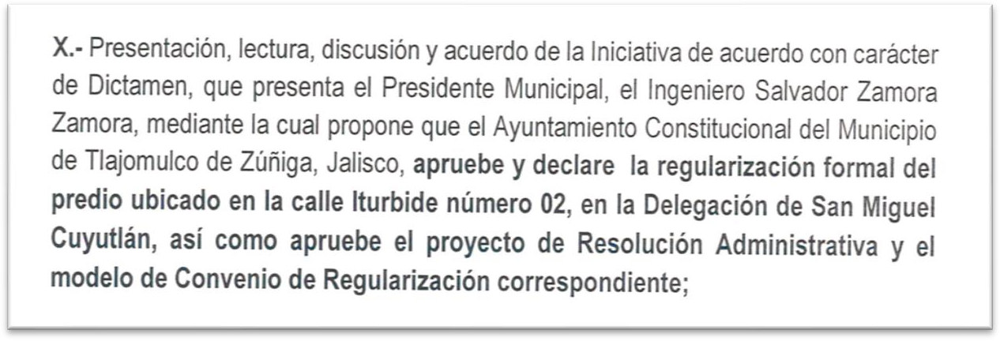 X.- Presentación, lectura, discusión y acuerdo de la Iniciativa de acuerdo con carácter
de Dictamen, que presenta el Presidente Municipal, el Ingeniero Salvador Zamora
Zamora, mediante la cual propone que el Ayuntamiento Constitucional del Municipio
de Tlajomulco de Zúñiga, Jalisco, apruebe y declare la regularización formal del
predio ubicado en la calle Iturbide número 02, en la Delegación de San Miguel
Cuyutlán, así como apruebe el proyecto de Resolución Administrativa y el
modelo de Convenio de Regularización correspondiente;